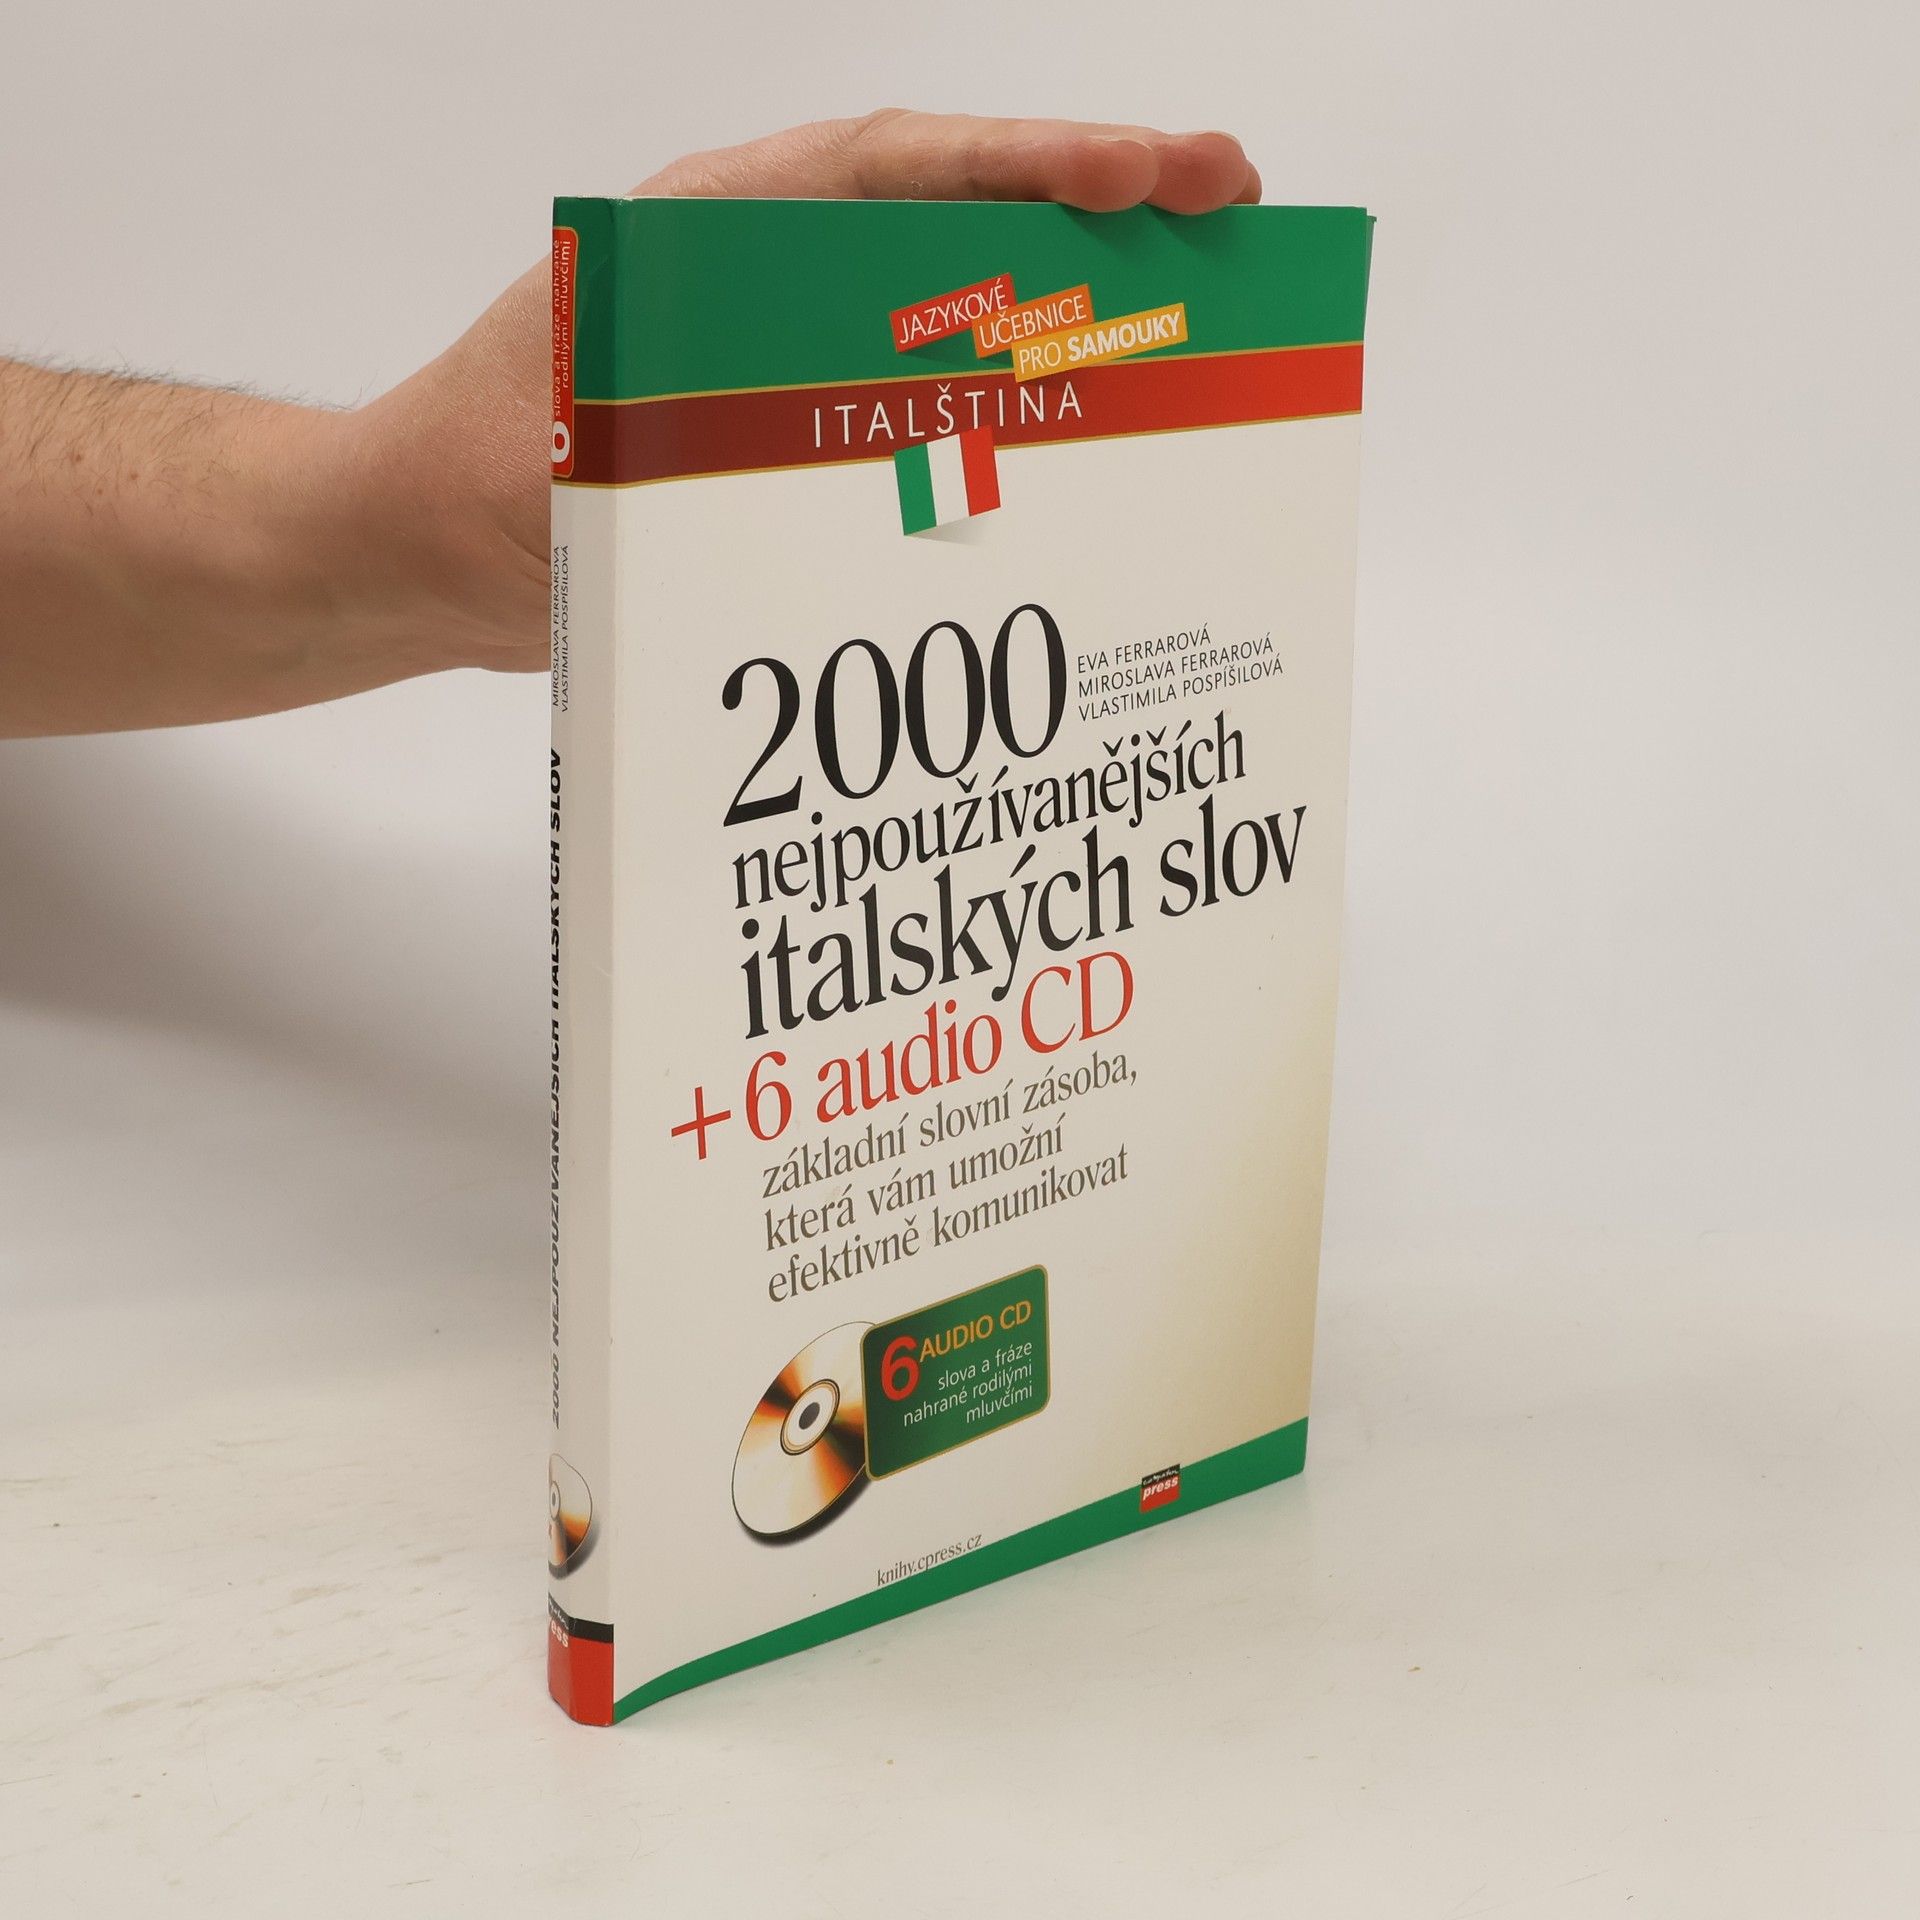 JAZYKOVÉ
UČEBNICE
PRO SAMOUKY
ITALŠTINA
2000
EVA FERRAROVÁ
MIROSLAVA FERRAROVÁ
VLASTIMILA POSPÍŠILOVÁ
nejpoužívanějších
italských slov
+ 6 audio CD
základní slovní zásoba,
která vám umožní
efektivně komunikovat
6 AUDIO CD
slova a fráze
nahrané rodilými
mluvčími
computer
press
knihy.cpress.cz
slova a fráze nahrané
rodilými mluvčími
MIROSLAVA FERRAROVÁ
VLASTIMILA POSPÍŠILOVÁ
2000 NEJPOUŽÍVANĚJŠÍCH ITALSKÝCH SLOV